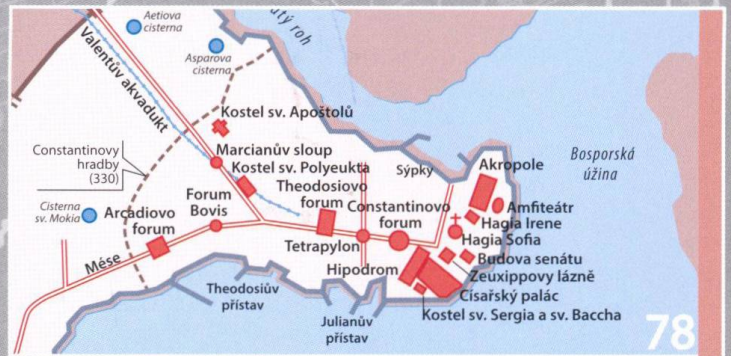 Aetiova
cisterna
Zlatý roh
Asparova
cisterna
Valentův akvadukt
Kostel sv. Apoštolů
Constantinovy
hradby
(330)
Marcianův sloup
Kostel sv. Polyeukta
Sýpky
Akropole
Bosporská
úžina
Cisterna
sv. Mokia
Arcadiovo
forum
Forum
Bovis
Theodosiovo
forum
Constantinovo
forum
Amfiteátr
Hagia Irene
Hagia Sofia
Tetrapylon
Budova senátu
Mése
Hipodrom
Zeuxippovy lázně
Císařský palác
Theodosiův
přístav
Julianův
přístav
Kostel sv. Sergia a sv. Baccha
78